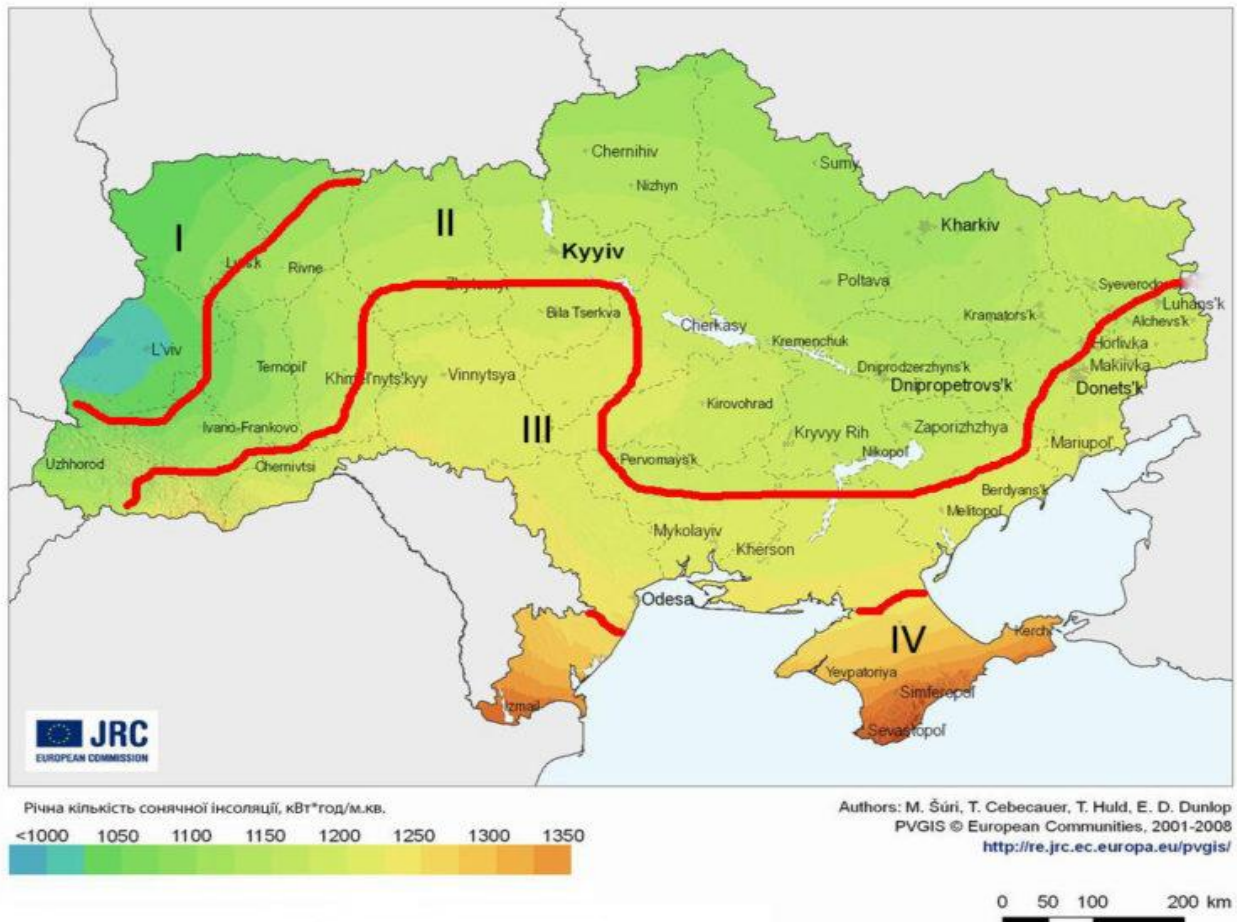 Chernihiv
Sumy
Nizhyn
I
II
Kharkiv
Kyyiv
Rivne
Poltava
Luhans'k
Bila Tserkva
Kramators'k
Alchevs'k
Cherkasy
Horlivka
L'viv
Kremenchuk
Makiivka
Ternopil'
Khmel'nyts'kyy
Vinnytsya
Dniprodzerzhyns'k
Dnipropetrovs'k
Donets'k
Kirovohrad
Ivano-Frankovo
III
Kryvyy Rih
Zaporizhzhya
Mariupol'
Uzhhorod
Chernivtsi
Pervomays'k
Nikopol'
Berdyans'k
Melitopol'
Mykolayiv
Kherson
Odesa
IV
Kerch
Yevpatoriya
Simferopol'
Izmail
Sevastopol'
JRC
EUROPEAN COMMISSION
Річна кількість сонячної інсоляції, кВт*год/м.кв.
<1000 1050 1100 1150 1200 1250 1300 1350
Authors: M. Šúri, T. Cebecauer, T. Huld, E. D. Dunlop
PVGIS © European Communities, 2001-2008
http://re.jrc.ec.europa.eu/pvgis/
0 50 100 200 km